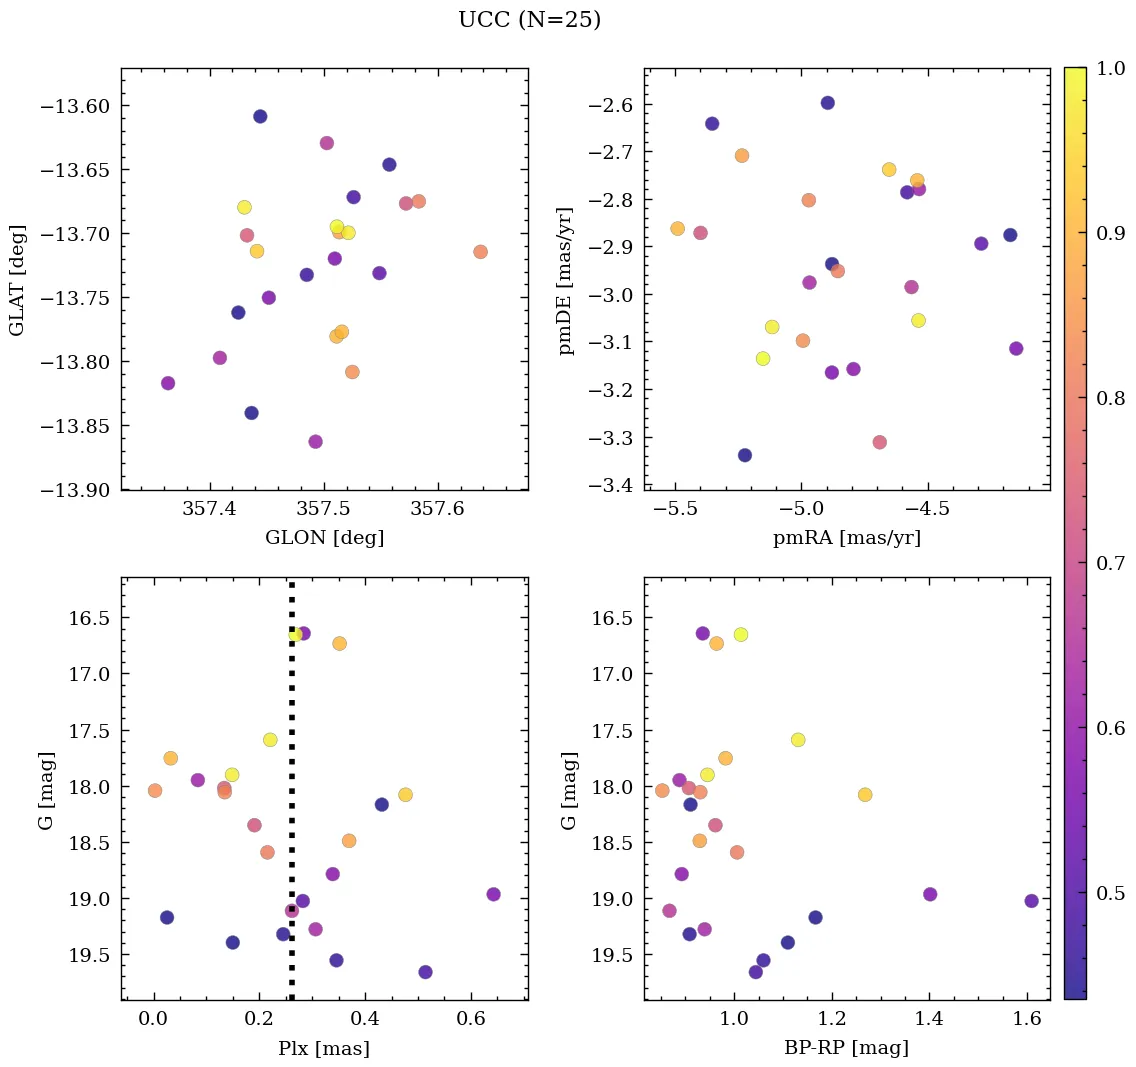 UCC (N=25)
−13.60
−13.65
−13.70
−13.75
−13.80
−13.85
−13.90
GLAT [deg]
357.4 357.5 357.6
GLON [deg]
−2.6
−2.7
−2.8
−2.9
−3.0
−3.1
−3.2
−3.3
−3.4
pmDE [mas/yr]
−5.5 −5.0 −4.5
pmRA [mas/yr]
16.5
17.0
17.5
18.0
18.5
19.0
19.5
G [mag]
0.0 0.2 0.4 0.6
Plx [mas]
16.5
17.0
17.5
18.0
18.5
19.0
19.5
G [mag]
1.0 1.2 1.4 1.6
BP-RP [mag]
1.0
0.9
0.8
0.7
0.6
0.5